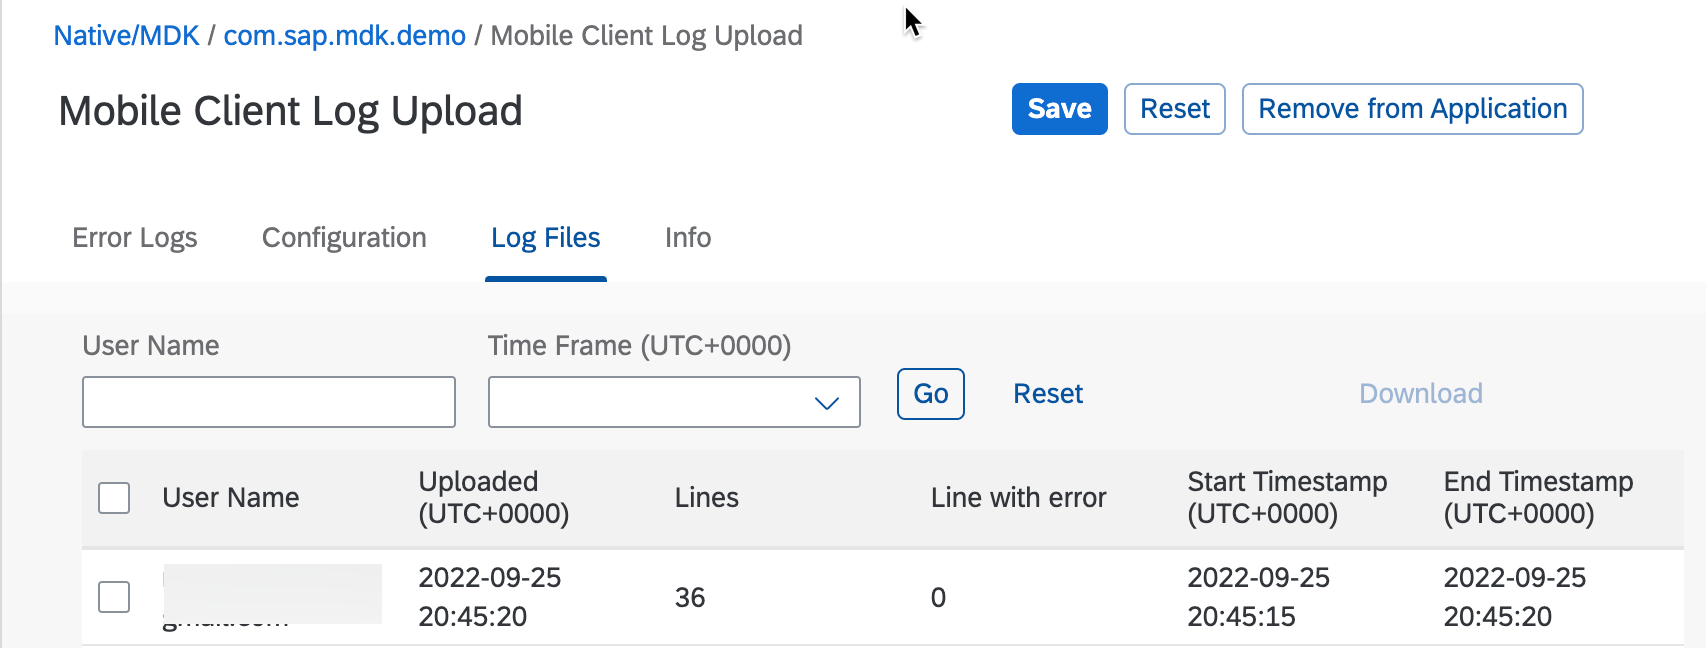 Native/MDK / com.sap.mdk.demo / Mobile Client Log Upload
Mobile Client Log Upload
Save
Reset
Remove from Application
Error Logs
Configuration
Log Files
Info
User Name
Time Frame (UTC+0000)
Go
Reset
Download
User Name
Uploaded
(UTC+0000)
Lines
Line with error
Start Timestamp
(UTC+0000)
End Timestamp
(UTC+0000)
2022-09-25
20:45:20
36
0
2022-09-25
20:45:15
2022-09-25
20:45:20